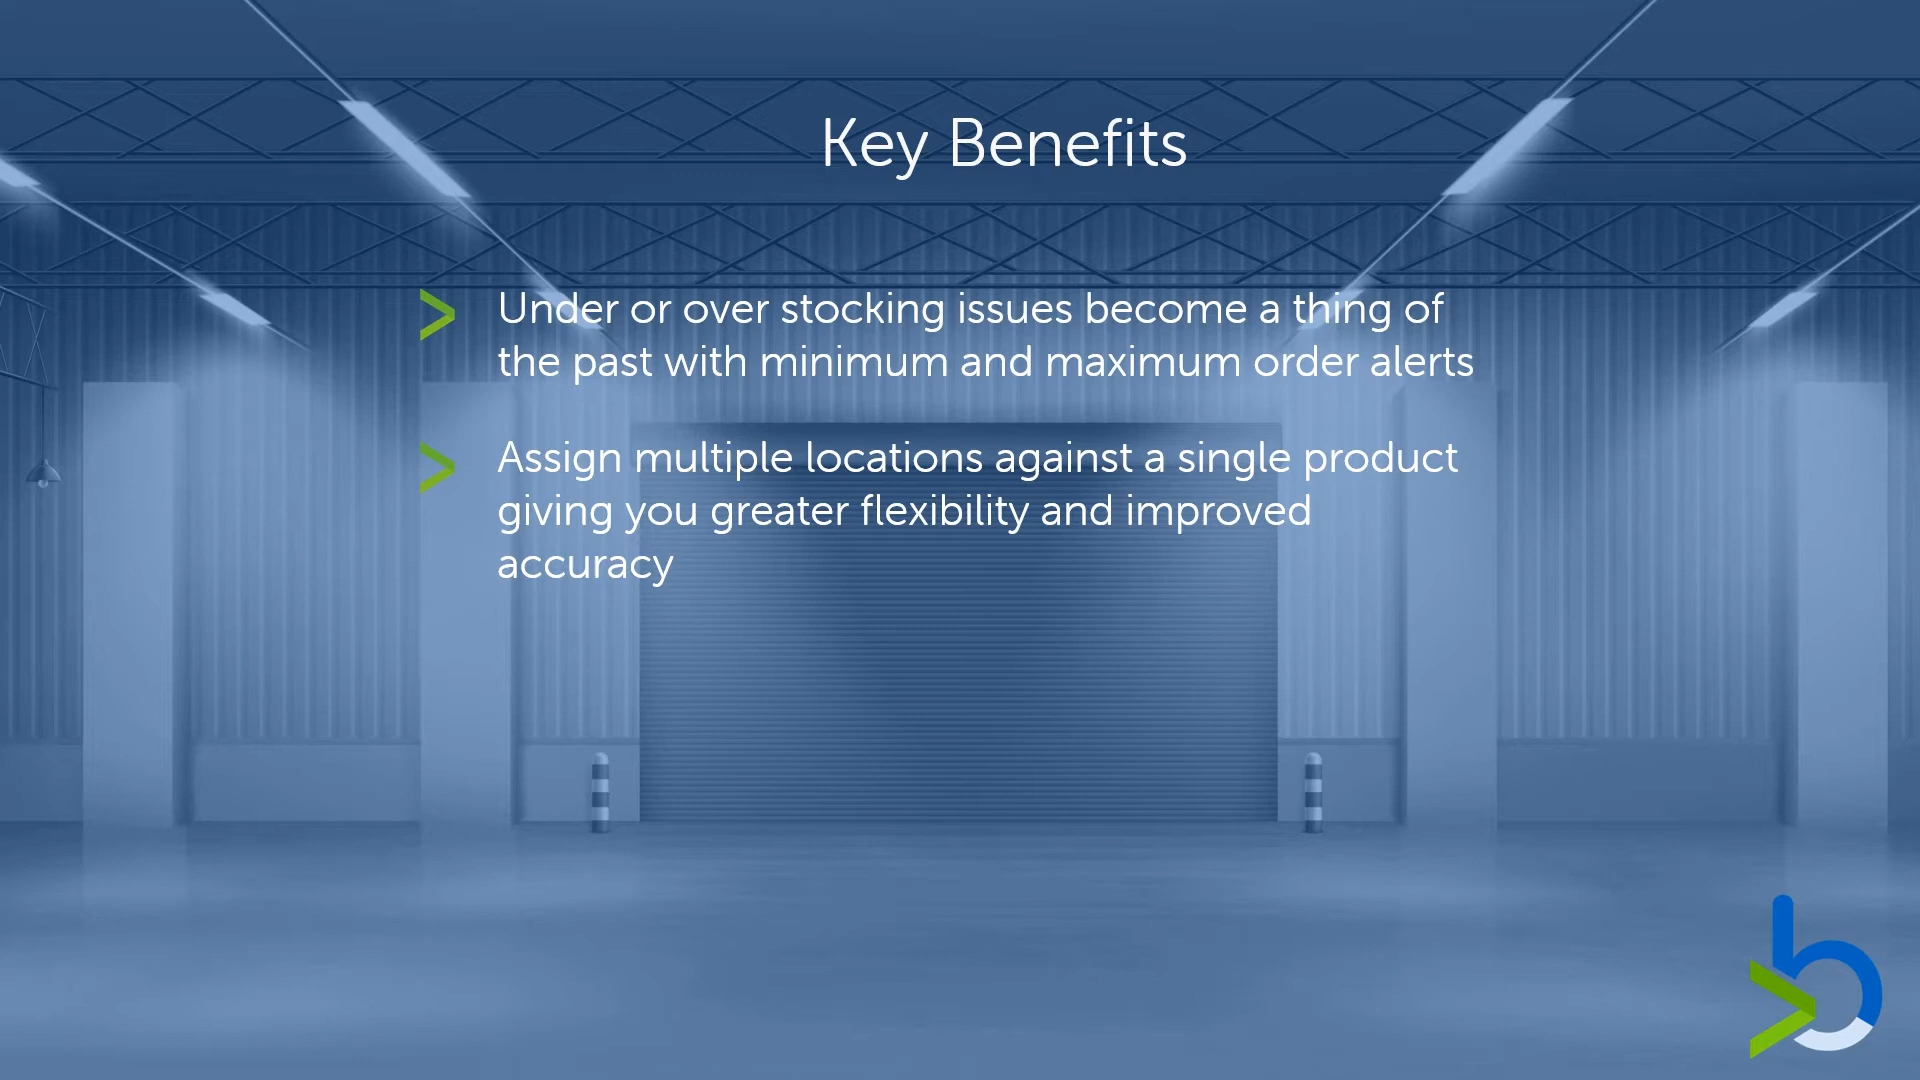 Key Benefits
Under or over stocking issues become a thing of
the past with minimum and maximum order alerts
Assign multiple locations against a single product
giving you greater flexibility and improved
accuracy